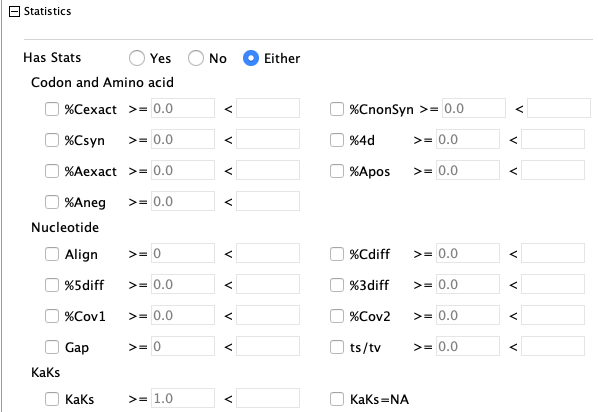 Statistics
Has Stats Yes No Either
Codon and Amino acid
%Cexact >= 0.0 < %CnonSyn >= 0.0 <
%Csyn >= 0.0 < %4d >= 0.0 <
%Aexact >= 0.0 < %Apos >= 0.0 <
%Aneg >= 0.0 <
Nucleotide
Align >= 0 < %Cdiff >= 0.0 <
%5diff >= 0.0 < %3diff >= 0.0 <
%Cov1 >= 0.0 < %Cov2 >= 0.0 <
Gap >= 0 < ts/tv >= 0.0 <
KaKs
KaKs >= 1.0 < KaKs=NA